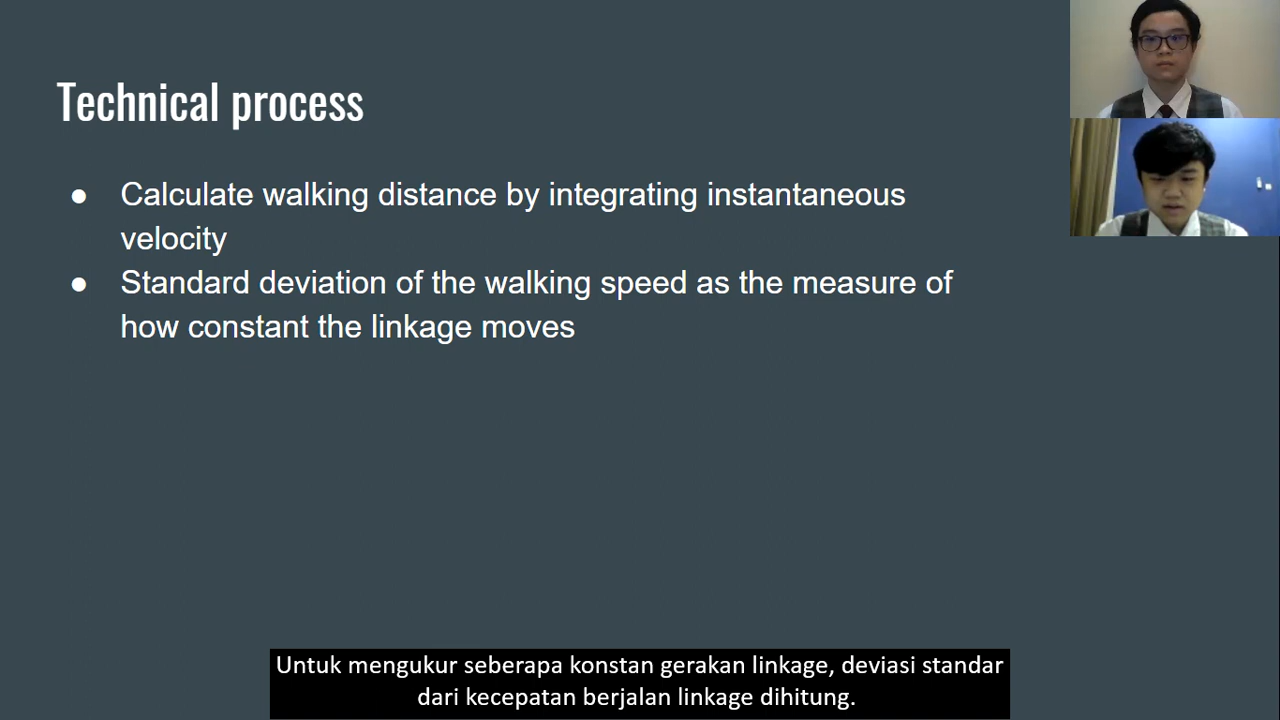 Technical process
● Calculate walking distance by integrating instantaneous
velocity
● Standard deviation of the walking speed as the measure of
how constant the linkage moves
Untuk mengukur seberapa konstan gerakan linkage, deviasi standar
dari kecepatan berjalan linkage dihitung.